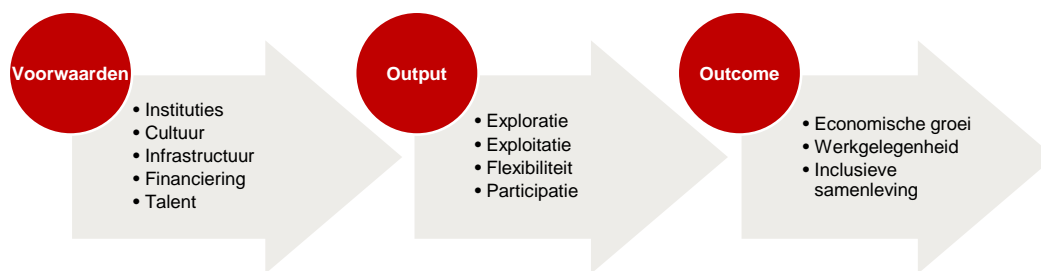 Voorwaarden
• Instituties
• Cultuur
• Infrastructuur
• Financiering
• Talent
Output
• Exploratie
• Exploitatie
• Flexibiliteit
• Participatie
Outcome
• Economische groei
• Werkgelegenheid
• Inclusieve
samenleving